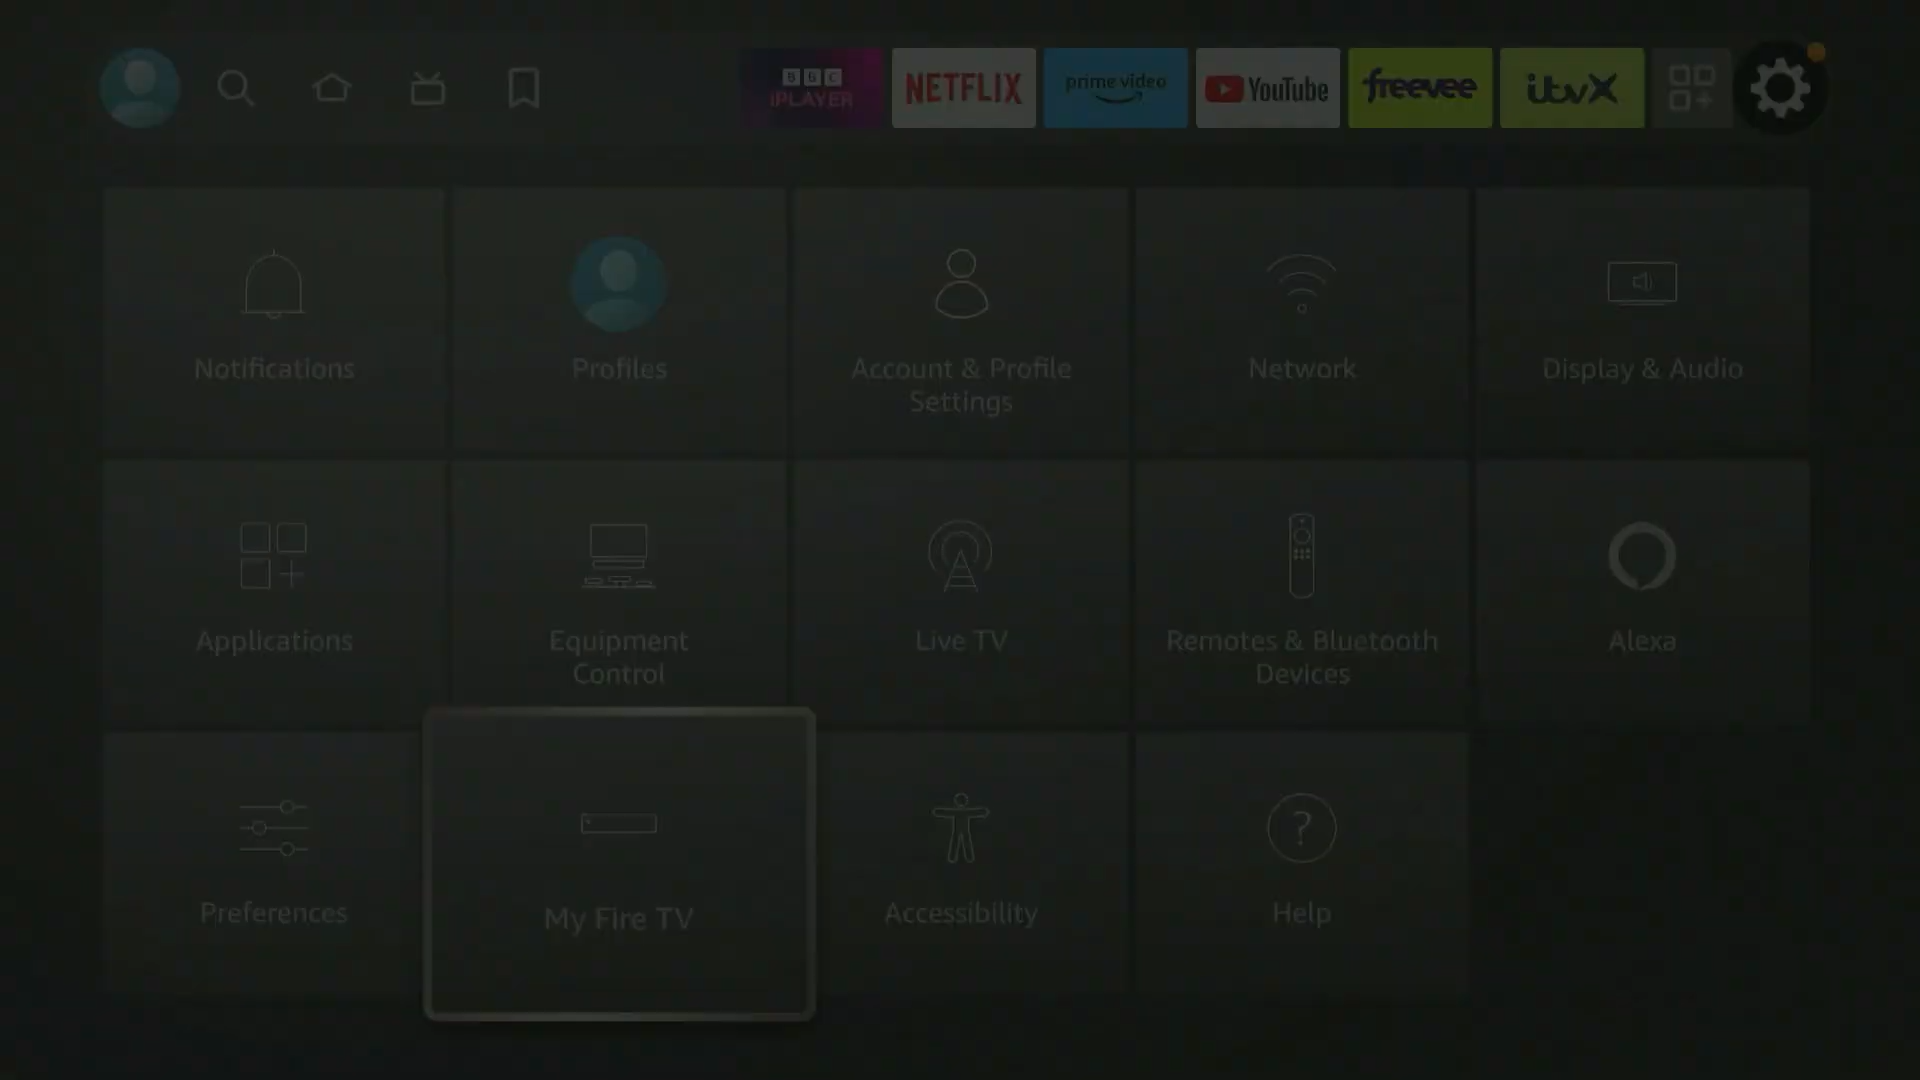 BBC
iPLAYER
NETFLIX
prime video
YouTube
freevee
itvX
Notifications
Profiles
Account & Profile
Settings
Network
Display & Audio
Applications
Equipment
Control
Live TV
Remotes & Bluetooth
Devices
Alexa
Preferences
My Fire TV
Accessibility
?
Help